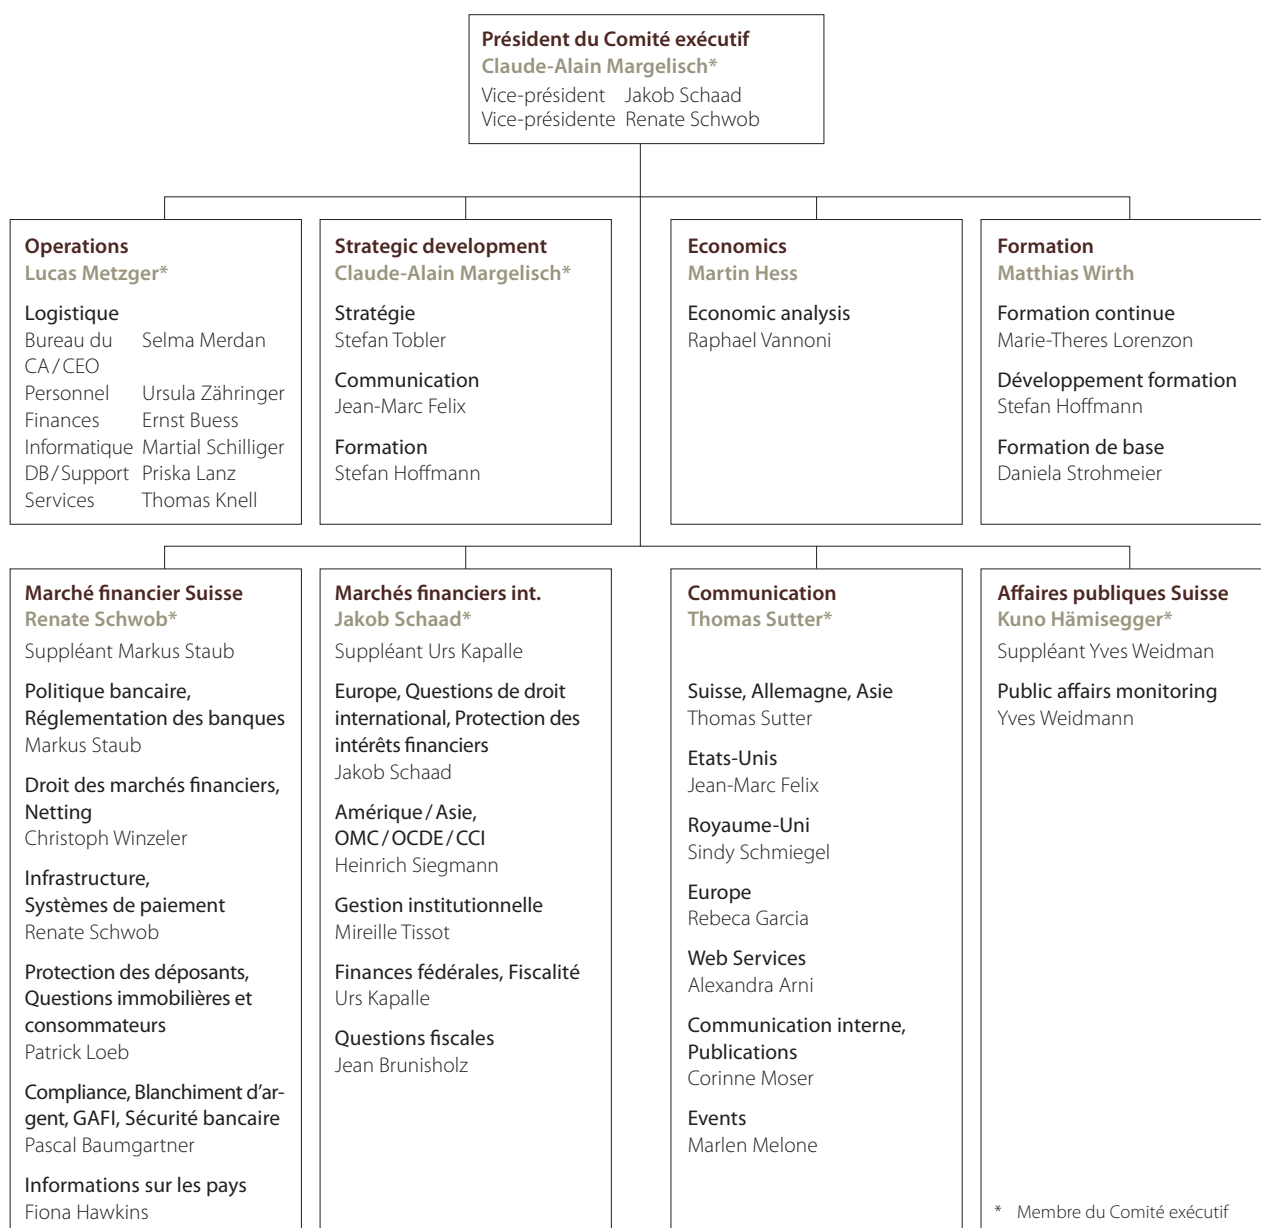 Président du Comité exécutif
Claude-Alain Margelisch*
Vice-président Jakob Schaad
Vice-présidente Renate Schwob
Operations
Lucas Metzger*
Logistique
Bureau du Selma Merdan
CA/CEO
Personnel Ursula Zähringer
Finances Ernst Buess
Informatique Martial Schilliger
DB/Support Priska Lanz
Services Thomas Knell
Strategic development
Claude-Alain Margelisch*
Stratégie
Stefan Tobler
Communication
Jean-Marc Felix
Formation
Stefan Hoffmann
Economics
Martin Hess
Economic analysis
Raphael Vannoni
Formation
Matthias Wirth
Formation continue
Marie-Theres Lorenzon
Développement formation
Stefan Hoffmann
Formation de base
Daniela Strohmeier
Marché financier Suisse
Renate Schwob*
Suppléant Markus Staub
Politique bancaire,
Réglementation des banques
Markus Staub
Droit des marchés financiers,
Netting
Christoph Winzeler
Infrastructure,
Systèmes de paiement
Renate Schwob
Protection des déposants,
Questions immobilières et
consommateurs
Patrick Loeb
Compliance, Blanchiment d'ar-
gent, GAFI, Sécurité bancaire
Pascal Baumgartner
Informations sur les pays
Fiona Hawkins
Marchés financiers int.
Jakob Schaad*
Suppléant Urs Kapalle
Europe, Questions de droit
international, Protection des
intérêts financiers
Jakob Schaad
Amérique/Asie,
OMC/OCDE/CCI
Heinrich Siegmann
Gestion institutionnelle
Mireille Tissot
Finances fédérales, Fiscalité
Urs Kapalle
Questions fiscales
Jean Brunisholz
Communication
Thomas Sutter*
Suisse, Allemagne, Asie
Thomas Sutter
Etats-Unis
Jean-Marc Felix
Royaume-Uni
Sindy Schmiegel
Europe
Rebeca Garcia
Web Services
Alexandra Arni
Communication interne,
Publications
Corinne Moser
Events
Marlen Melone
Affaires publiques Suisse
Kuno Hämisegger*
Suppléant Yves Weidman
Public affairs monitoring
Yves Weidmann
* Membre du Comité exécutif